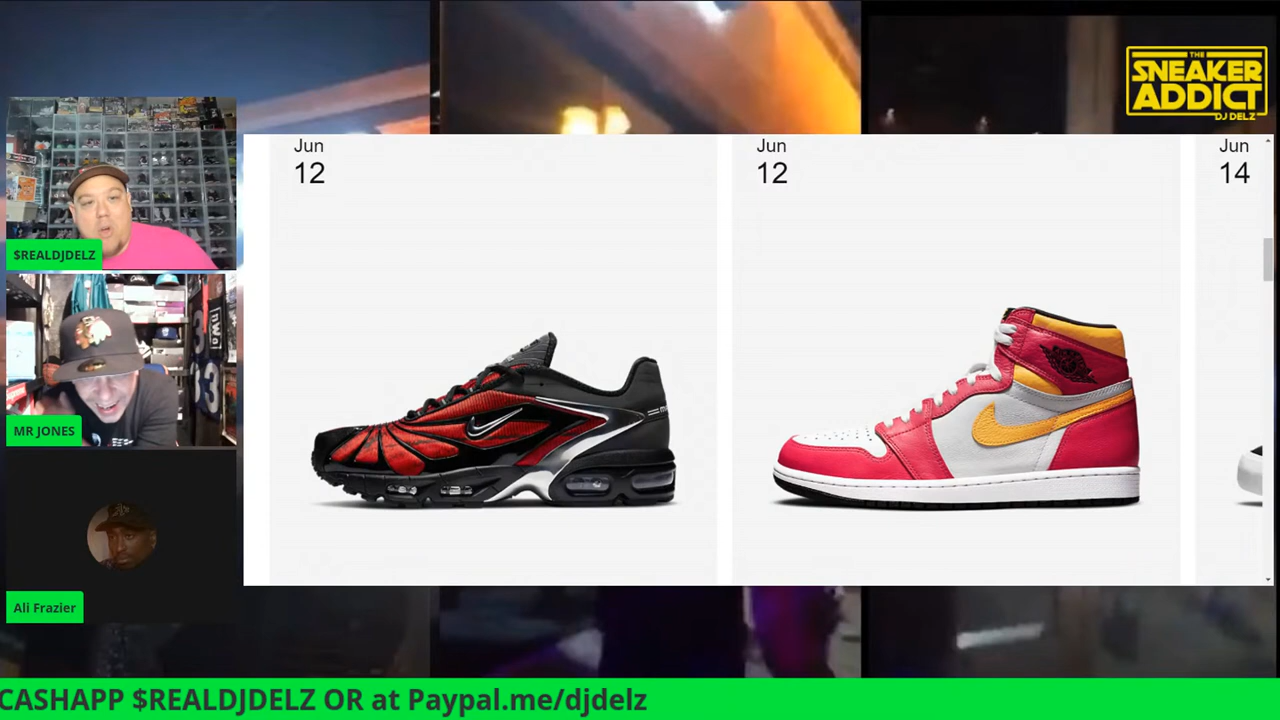 THE
SNEAKER
ADDICT
DJ DELZ
Jun
12
Jun
12
Jun
14
$REALDJDELZ
MR JONES
Ali Frazier
CASHAPP $REALDJDELZ OR at Paypal.me/djdelz